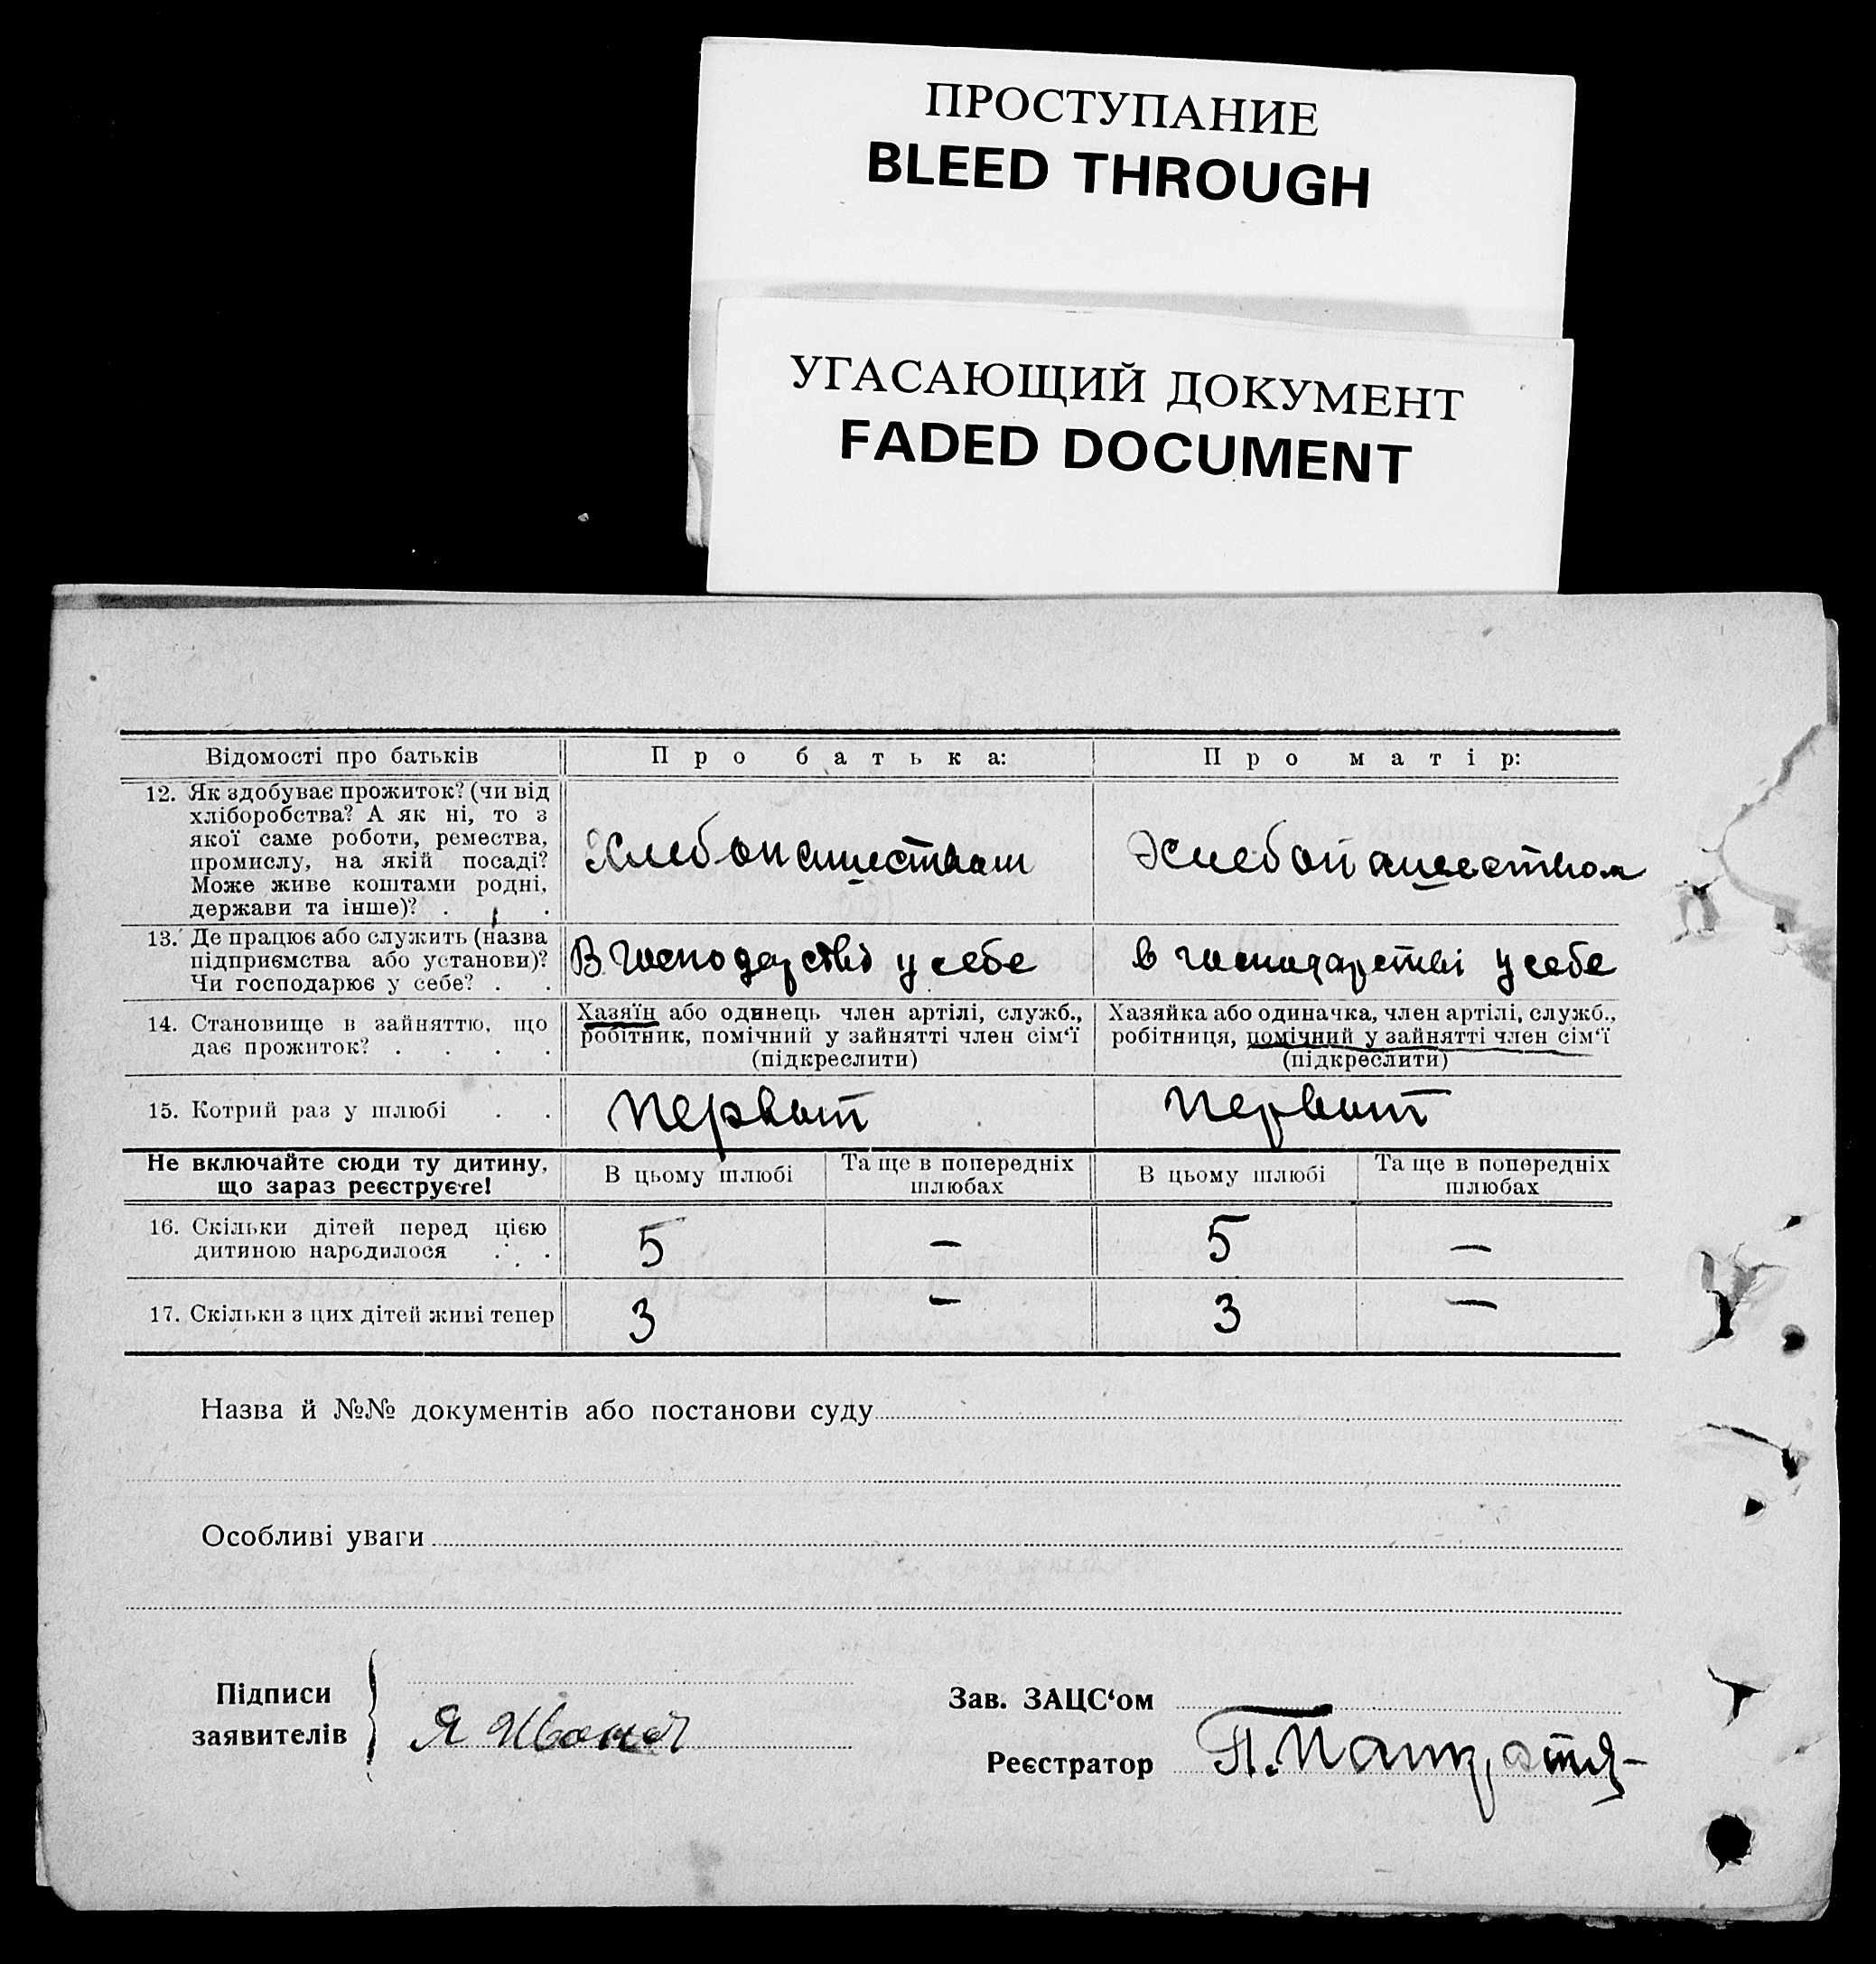 ПРОСТУПАНИЕ
BLEED THROUGH
УГАСАЮЩИЙ ДОКУМЕНТ
FADED DOCUMENT
Відомості про батьків
Про батька:
Про матір:
12. Як здобуває прожиток? (чи від
хліборобства? А як ні, то з
якої саме роботи, ремества,
промислу, на якій посаді?
Може живе коштами родні,
держави та інше)? . . .
Хлебопашеством
Хлебопашеством
13. Де працює або служить (назва
підприємства або установи)?
Чи господарює у себе? . .
В господарстві у себе
в господарстві у себе
14. Становище в зайняттю, що
дає прожиток? . . . .
Хазяїн або одинець член артілі, служб.,
робітник, помічний у зайнятті член сім‘ї
(підкреслити)
Хазяйка або одиначка, член артілі, служб.,
робітниця, помічний у зайнятті член сім‘ї
(підкреслити)
15. Котрий раз у шлюбі . .
Первий
Первий
Не включайте сюди ту дитину,
що зараз реєструєте!
В цьому шлюбі
Та ще в попередніх
шлюбах
В цьому шлюбі
Та ще в попередніх
шлюбах
16. Скільки дітей перед цією
дитиною народилося . .
5
—
5
—
17. Скільки з цих дітей живі тепер
3
—
3
—
Назва й №№ документів або постанови суду
Особливі уваги
Підписи
заявителів
Я Иванов
Зав. ЗАЦС‘ом
Реєстратор
П.